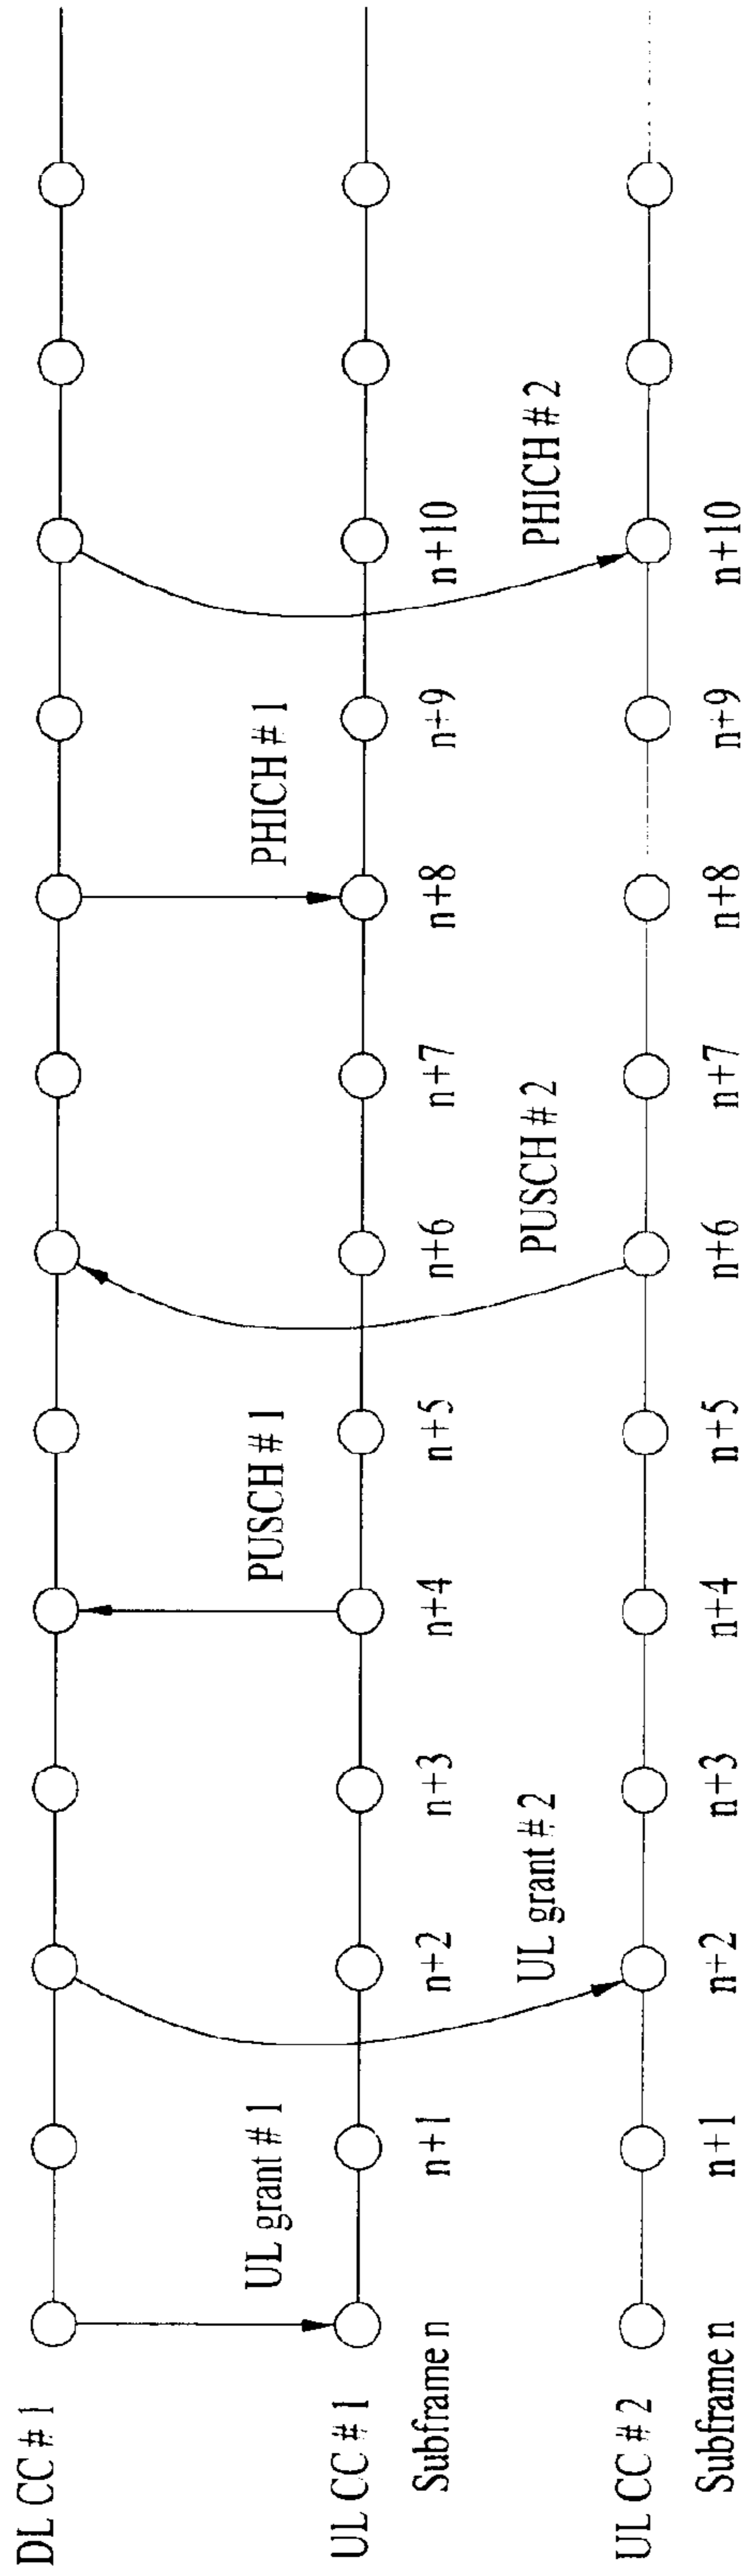 DL CC # 1
UL grant # 1
PUSCH # 1
PHICH # 1
UL CC # 1
Subframe n
n+1
n+2
n+3
n+4
n+5
n+6
n+7
n+8
n+9
n+10
UL grant # 2
PUSCH # 2
PHICH # 2
UL CC # 2
Subframe n
n+1
n+2
n+3
n+4
n+5
n+6
n+7
n+8
n+9
n+10